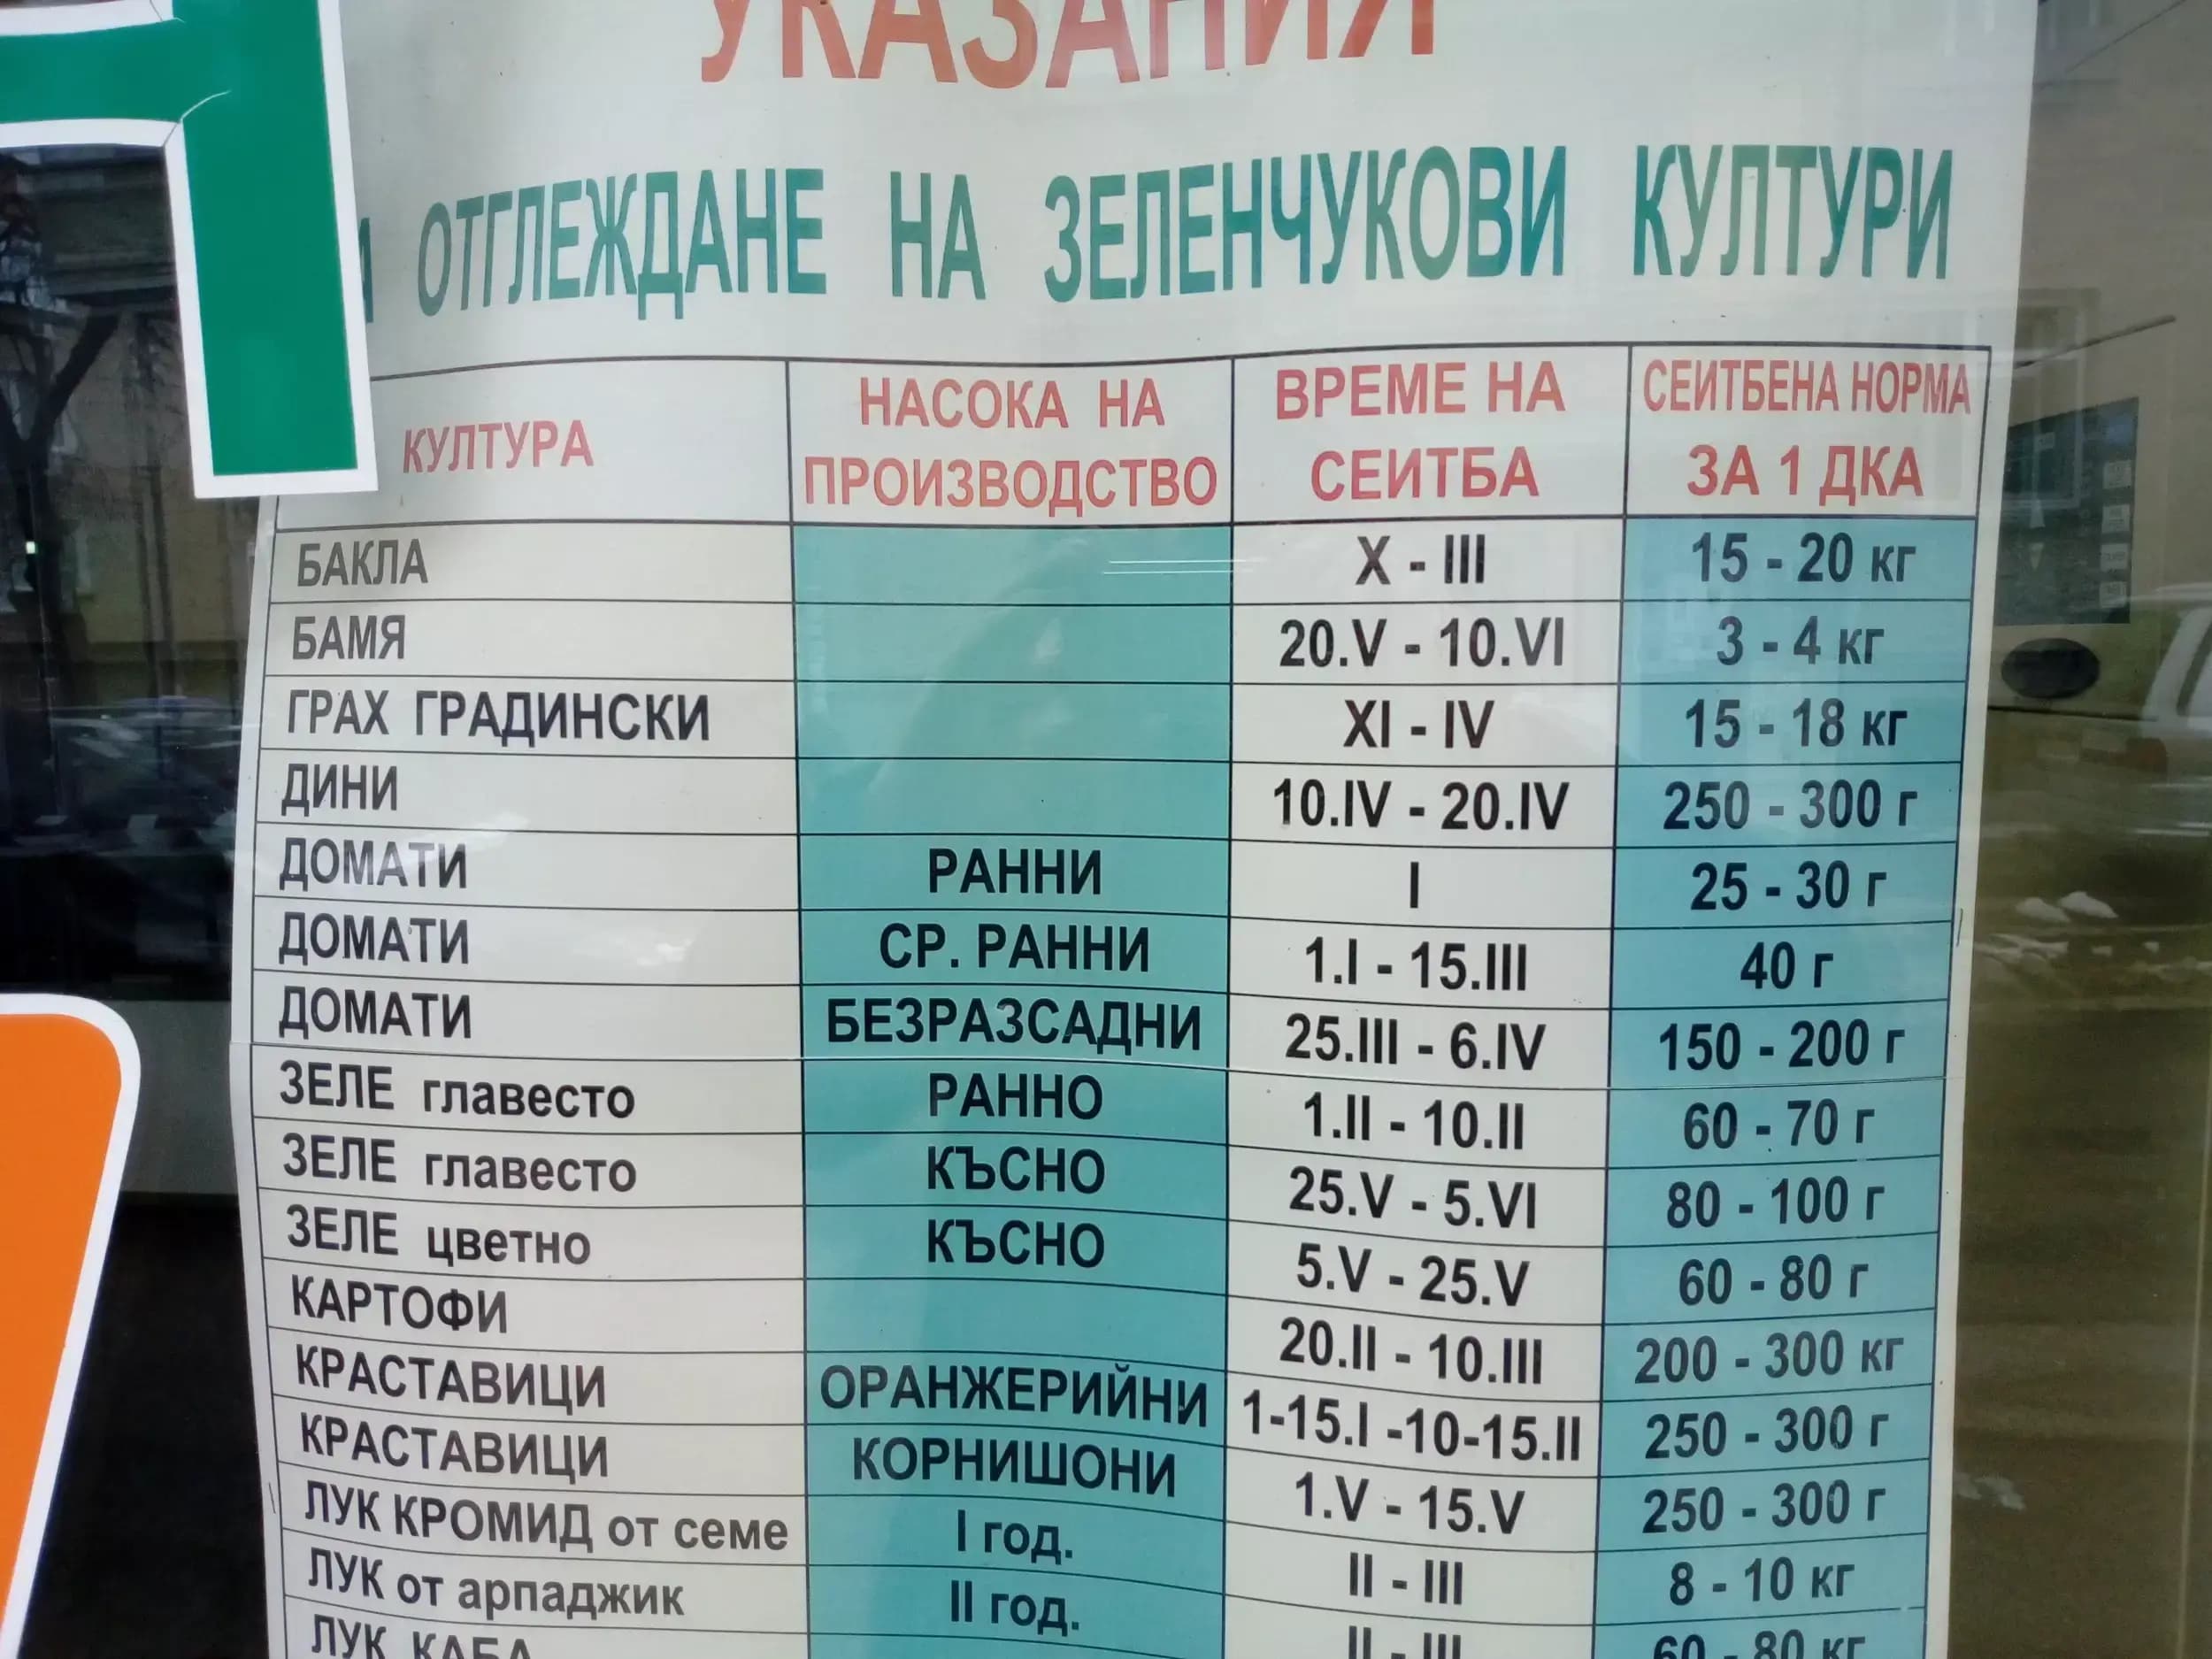 УКАЗАНИЯ
ОТГЛЕЖДАНЕ НА ЗЕЛЕНЧУКОВИ КУЛТУРИ
КУЛТУРА НАСОКА НА ПРОИЗВОДСТВО ВРЕМЕ НА СЕИТБА СЕИТБЕНА НОРМА ЗА 1 ДКА
БАКЛА X - III 15 - 20 кг
БАМЯ 20.V - 10.VI 3 - 4 кг
ГРАХ ГРАДИНСКИ XI - IV 15 - 18 кг
ДИНИ 10.IV - 20.IV 250 - 300 г
ДОМАТИ РАННИ I 25 - 30 г
ДОМАТИ СР. РАННИ 1.I - 15.III 40 г
ДОМАТИ БЕЗРАЗСАДНИ 25.III - 6.IV 150 - 200 г
ЗЕЛЕ главесто РАННО 1.II - 10.II 60 - 70 г
ЗЕЛЕ главесто КЪСНО 25.V - 5.VI 80 - 100 г
ЗЕЛЕ цветно КЪСНО 5.V - 25.V 60 - 80 г
КАРТОФИ 20.II - 10.III 200 - 300 кг
КРАСТАВИЦИ ОРАНЖЕРИЙНИ 1-15.I -10-15.II 250 - 300 г
КРАСТАВИЦИ КОРНИШОНИ 1.V - 15.V 250 - 300 г
ЛУК КРОМИД от семе I год. II - III 8 - 10 кг
ЛУК от арпаджик II год. II - III 60 - 80 кг
ЛУК КАБА